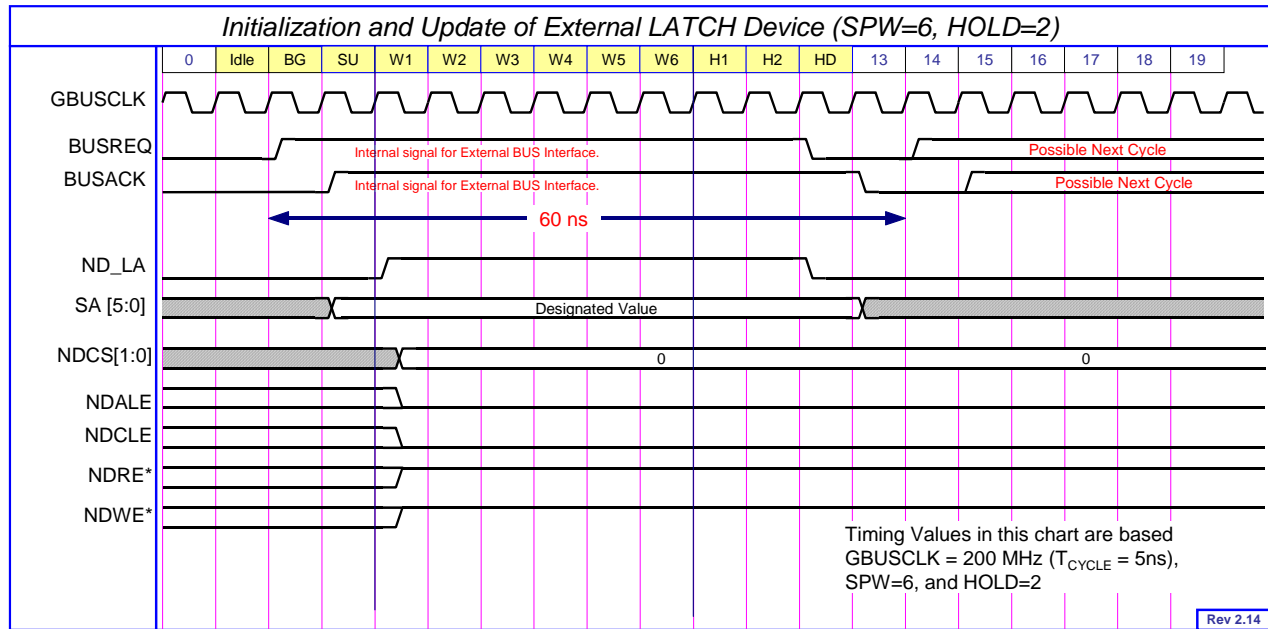 Initialization and Update of External LATCH Device (SPW=6, HOLD=2)
0 Idle BG SU W1 W2 W3 W4 W5 W6 H1 H2 HD 13 14 15 16 17 18 19
GBUSCLK
BUSREQ Internal signal for External BUS Interface. Possible Next Cycle
BUSACK Internal signal for External BUS Interface. Possible Next Cycle
60 ns
ND_LA
SA [5:0] Designated Value
NDCS[1:0] 0 0
NDALE
NDCLE
NDRE*
NDWE*
Timing Values in this chart are based
GBUSCLK = 200 MHz (TCYCLE = 5ns),
SPW=6, and HOLD=2
Rev 2.14